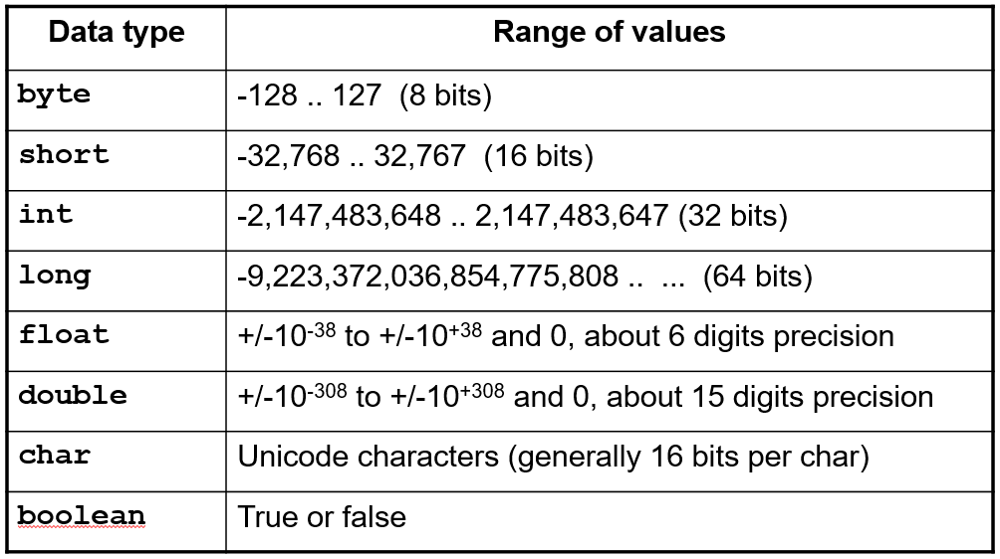 Data type Range of values
byte -128 .. 127 (8 bits)
short -32,768 .. 32,767 (16 bits)
int -2,147,483,648 .. 2,147,483,647 (32 bits)
long -9,223,372,036,854,775,808 .. ... (64 bits)
float +/-10⁻³⁸ to +/-10⁺³⁸ and 0, about 6 digits precision
double +/-10⁻³⁰⁸ to +/-10⁺³⁰⁸ and 0, about 15 digits precision
char Unicode characters (generally 16 bits per char)
boolean True or false